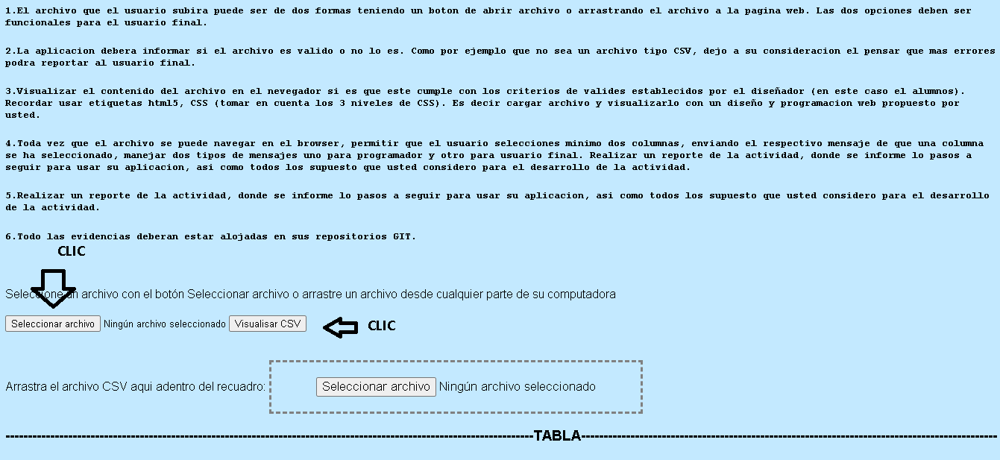 1.El archivo que el usuario subira puede ser de dos formas teniendo un boton de abrir archivo o arrastrando el archivo a la pagina web. Las dos opciones deben ser
funcionales para el usuario final.
2.La aplicacion debera informar si el archivo es valido o no lo es. Como por ejemplo que no sea un archivo tipo CSV, dejo a su consideracion el pensar que mas errores
podra reportar al usuario final.
3.Visualizar el contenido del archivo en el nevegador si es que este cumple con los criterios de valides establecidos por el diseñador (en este caso el alumnos).
Recordar usar etiquetas html5, CSS (tomar en cuenta los 3 niveles de CSS). Es decir cargar archivo y visualizarlo con un diseño y programacion web propuesto por
usted.
4.Toda vez que el archivo se puede navegar en el browser, permitir que el usuario selecciones minimo dos columnas, enviando el respectivo mensaje de que una columna
se ha seleccionado, manejar dos tipos de mensajes uno para programador y otro para usuario final. Realizar un reporte de la actividad, donde se informe lo pasos a
seguir para usar su aplicacion, asi como todos los supuesto que usted considero para el desarrollo de la actividad.
5.Realizar un reporte de la actividad, donde se informe lo pasos a seguir para usar su aplicacion, asi como todos los supuesto que usted considero para el desarrollo
de la actividad.
6.Todo las evidencias deberan estar alojadas en sus repositorios GIT.
CLIC
archivo con el botón Seleccionar archivo o arrastre un archivo desde cualquier parte de su computadora
Seleccionar archivo Ningún archivo seleccionado Visualisar CSV CLIC
Arrastra el archivo CSV aqui adentro del recuadro: Seleccionar archivo Ningún archivo seleccionado
TABLA